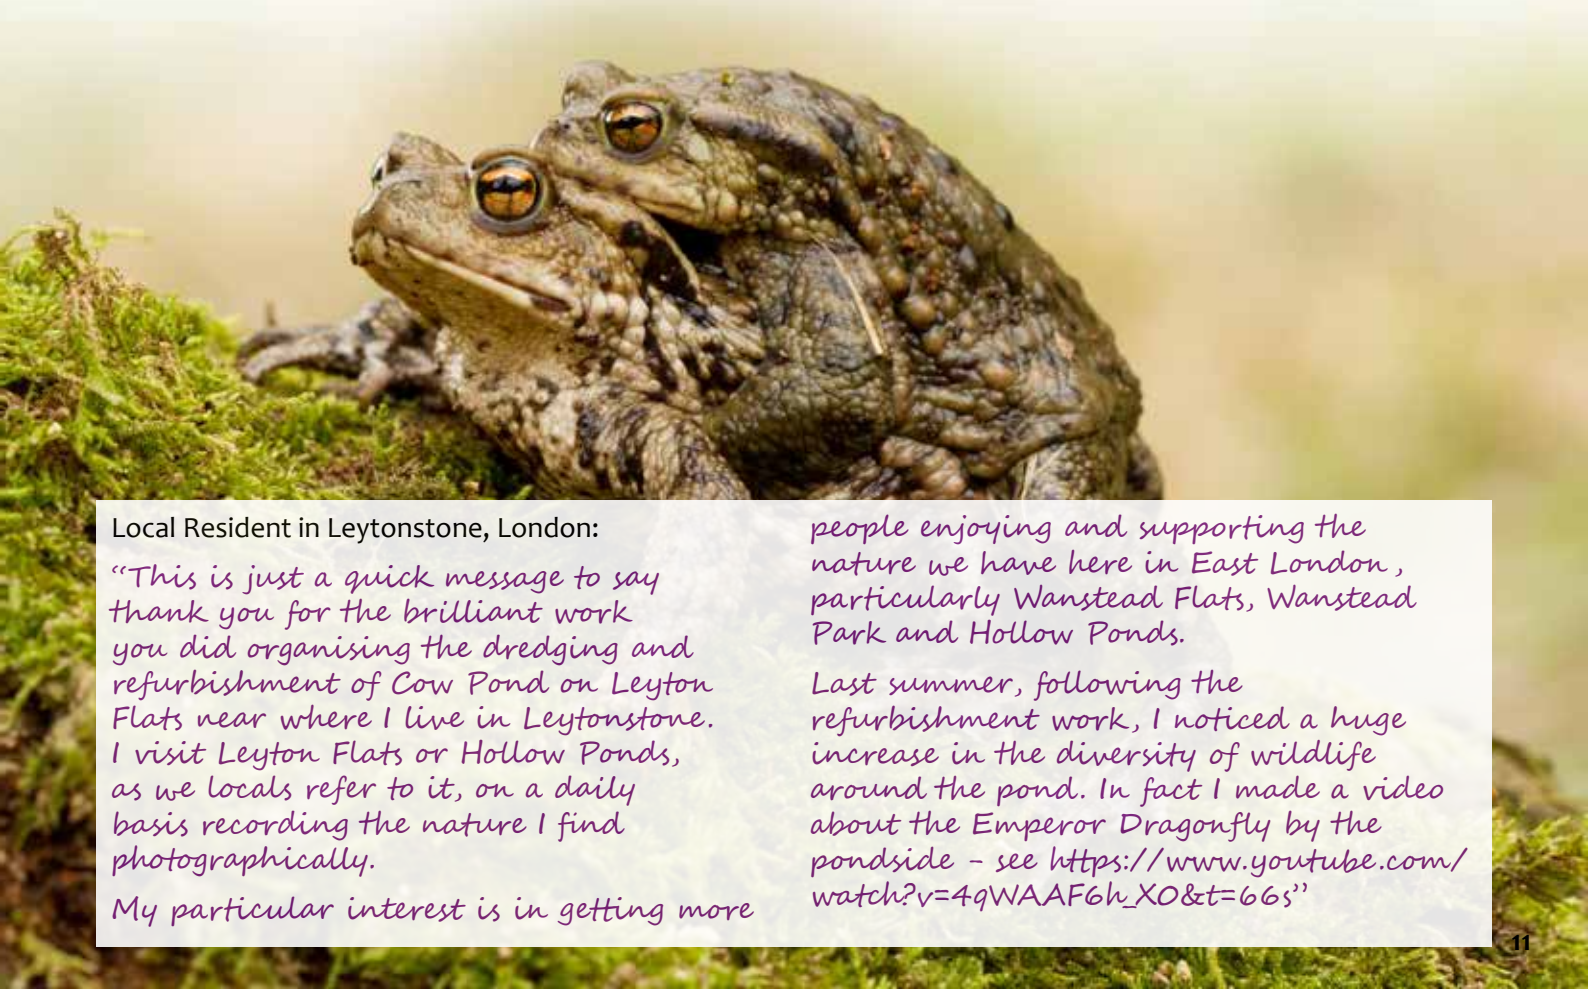 Local Resident in Leytonstone, London:
“This is just a quick message to say
thank you for the brilliant work
you did organising the dredging and
refurbishment of Cow Pond on Leyton
Flats near where I live in Leytonstone.
I visit Leyton Flats or Hollow Ponds,
as we locals refer to it, on a daily
basis recording the nature I find
photographically.
My particular interest is in getting more
people enjoying and supporting the
nature we have here in East London ,
particularly Wanstead Flats, Wanstead
Park and Hollow Ponds.
Last summer, following the
refurbishment work, I noticed a huge
increase in the diversity of wildlife
around the pond. In fact I made a video
about the Emperor Dragonfly by the
pondside - see https://www.youtube.com/
watch?v=4qWAAF6h_X0&t=66s”
11